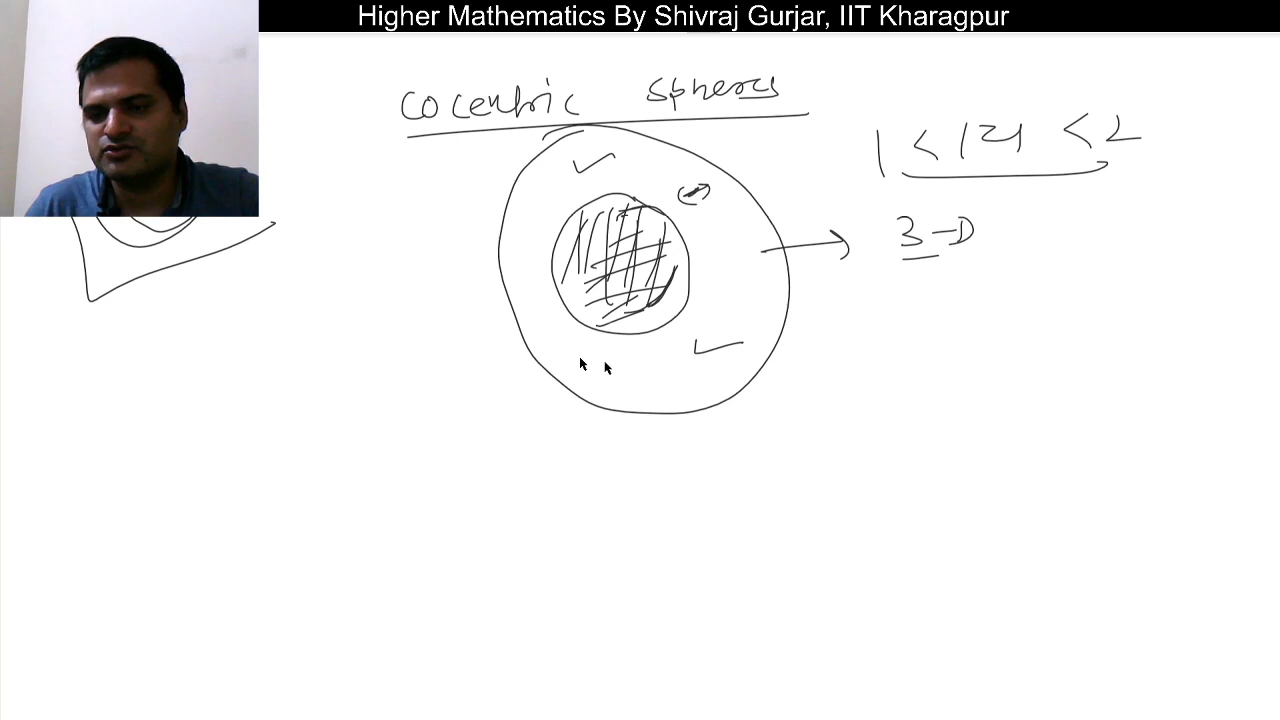 Higher Mathematics By Shivraj Gurjar, IIT Kharagpur
cocentric spheres
1 < |z| < 2
3-D